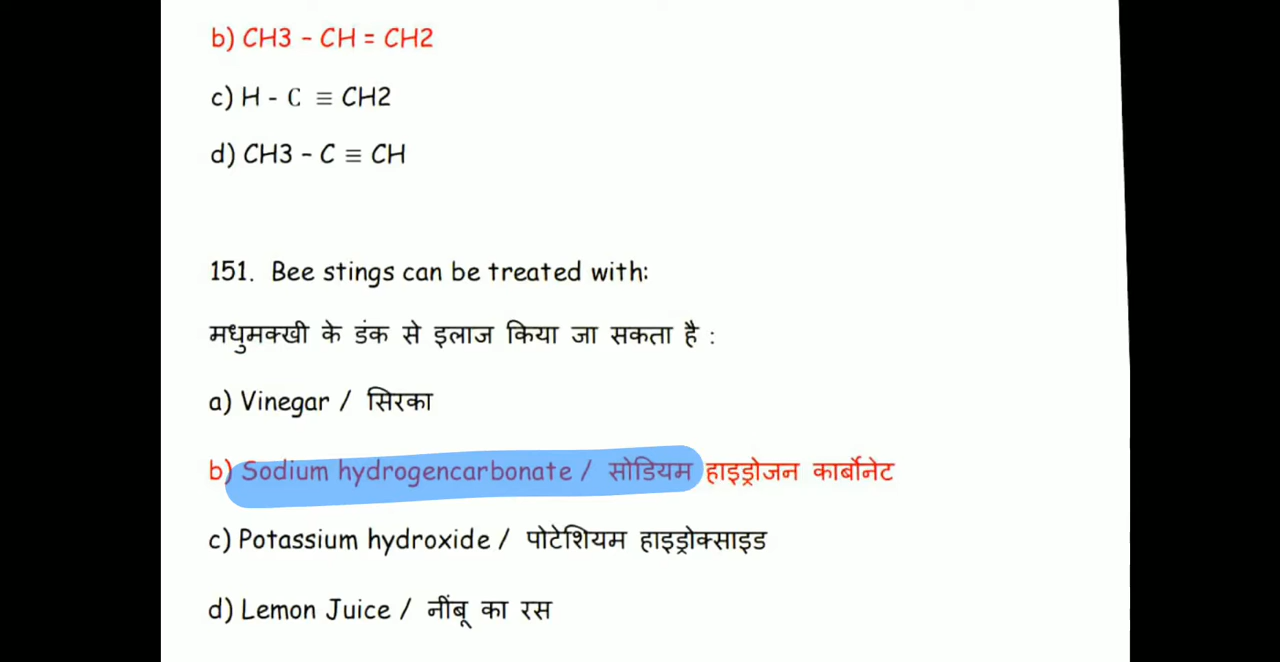 b) CH3 - CH = CH2
c) H - C ≡ CH2
d) CH3 - C ≡ CH
151. Bee stings can be treated with:
मधुमक्खी के डंक से इलाज किया जा सकता है :
a) Vinegar / सिरका
b) Sodium hydrogencarbonate / सोडियम हाइड्रोजन कार्बोनेट
c) Potassium hydroxide / पोटेशियम हाइड्रोक्साइड
d) Lemon Juice / नींबू का रस